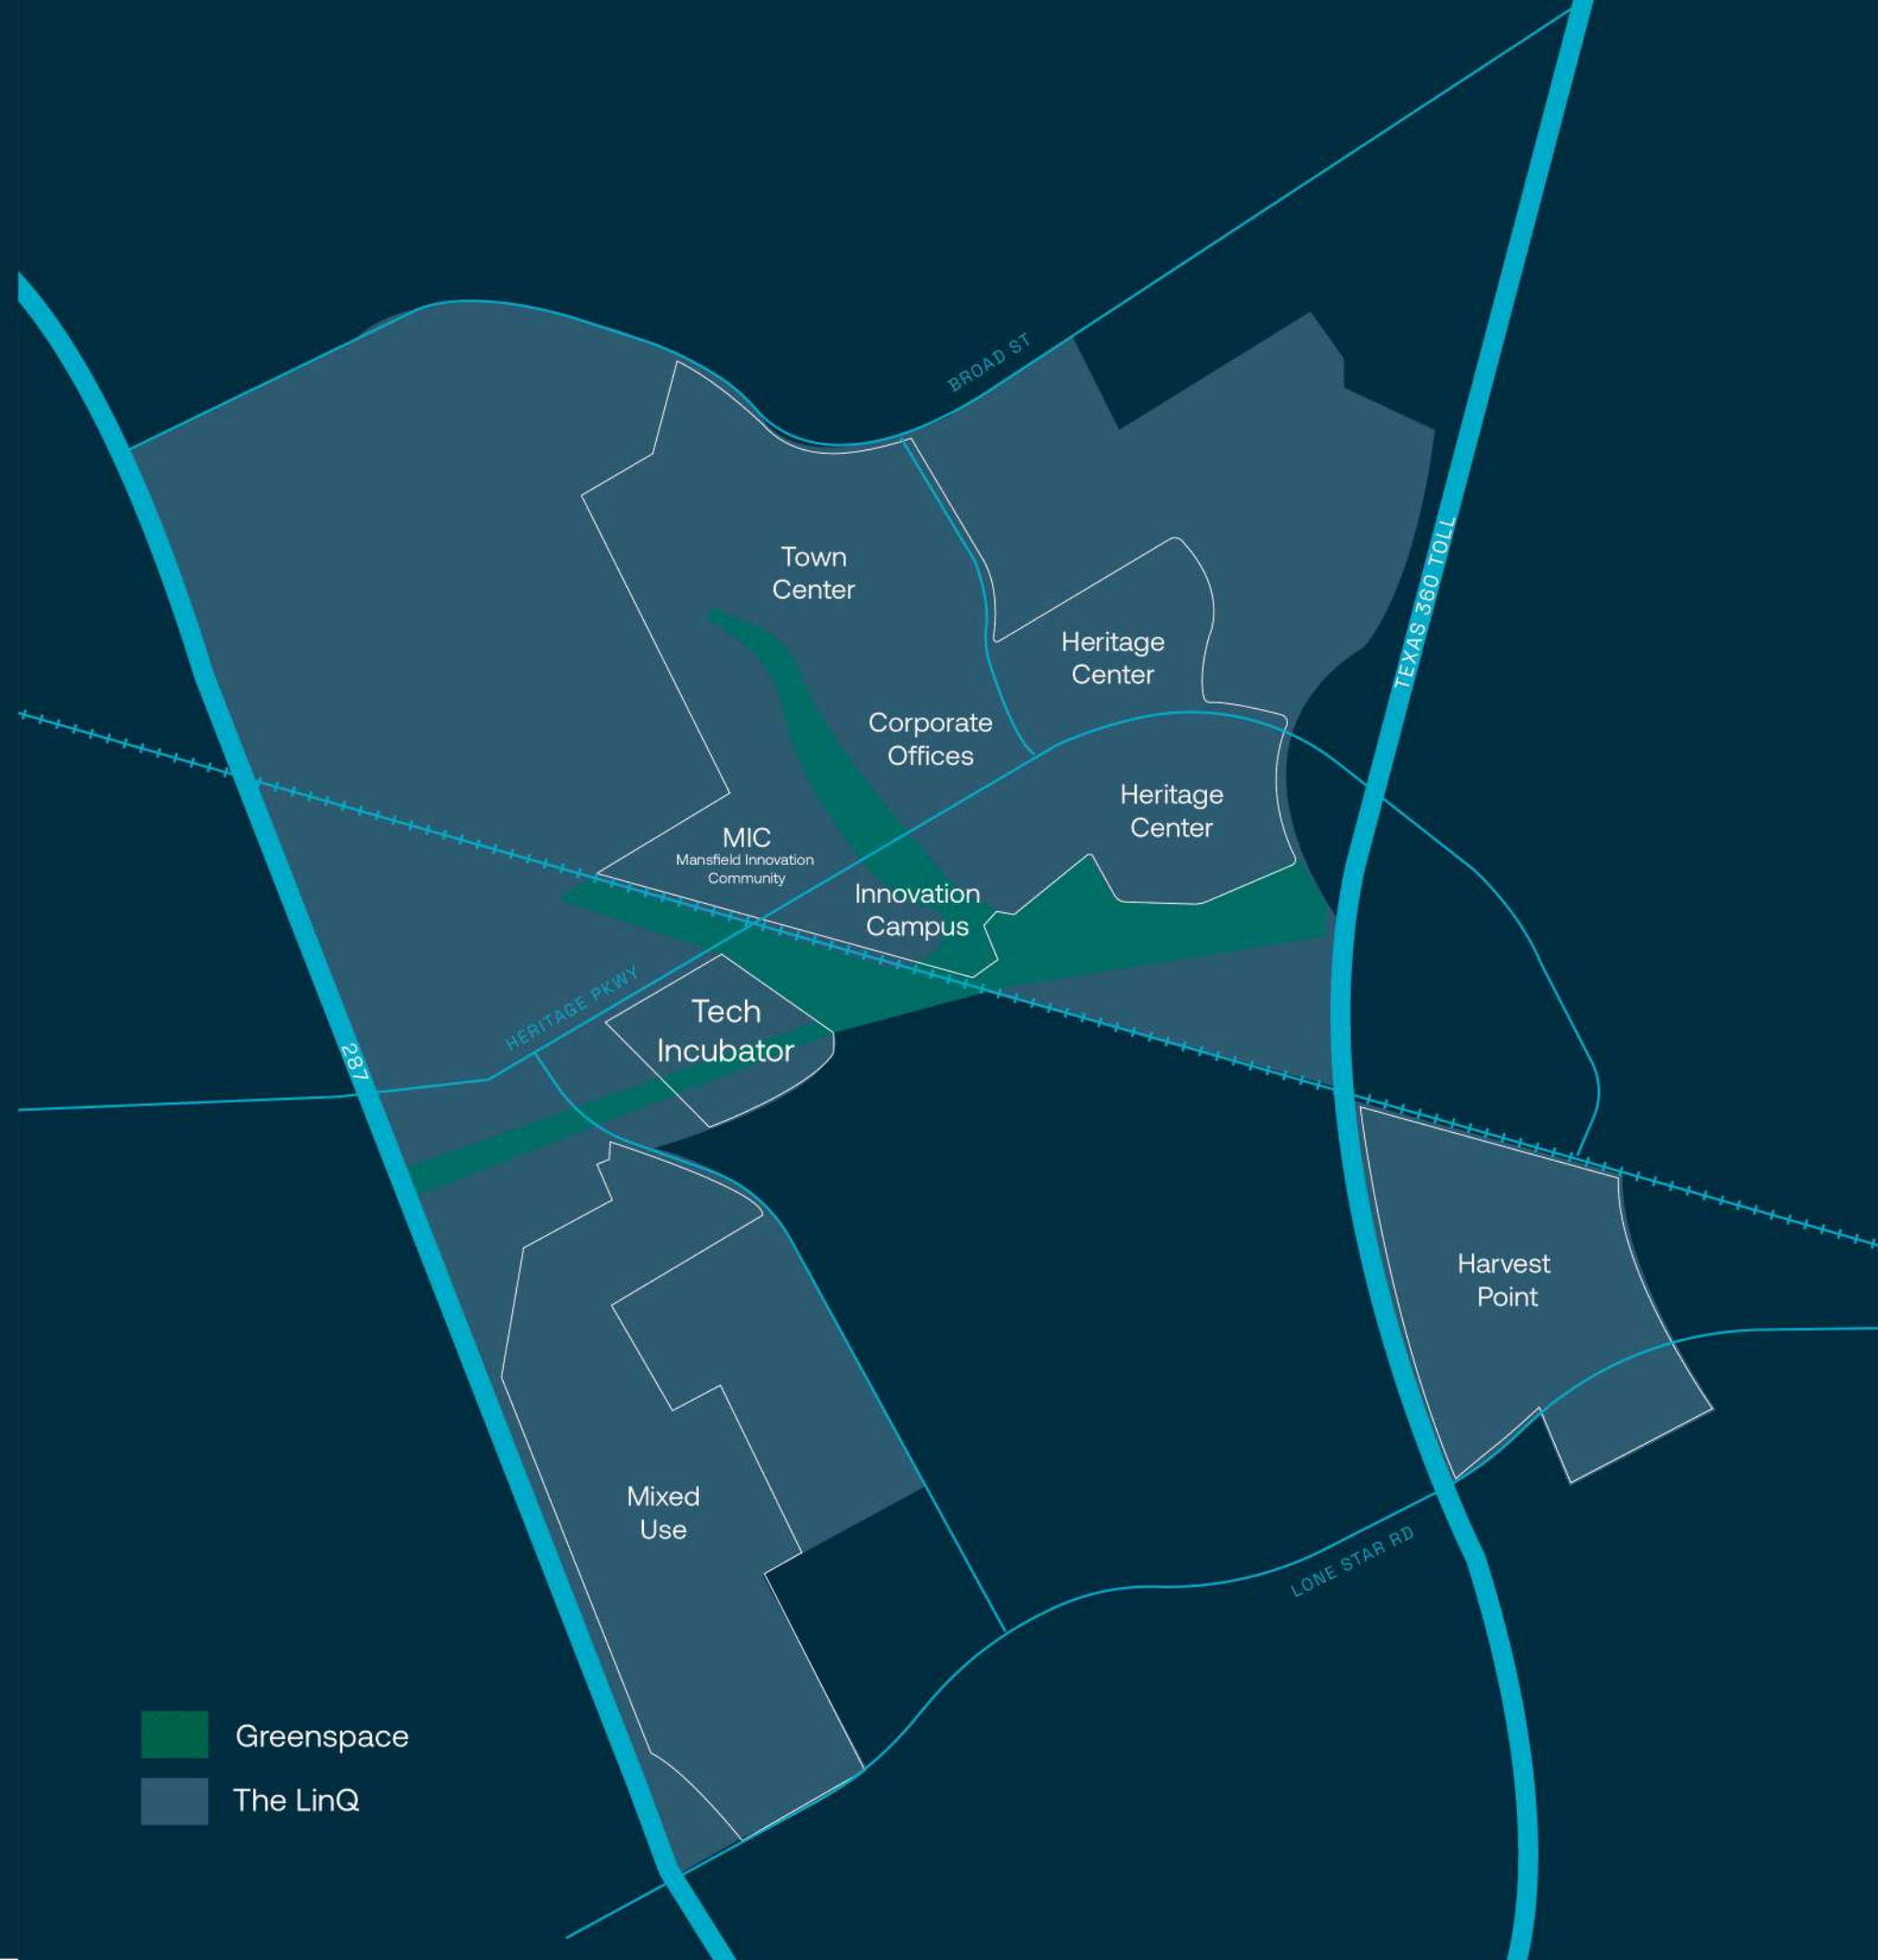 BROAD ST
TEXAS 360 TOLL
Town
Center
Heritage
Center
Corporate
Offices
Heritage
Center
MIC
Mansfield Innovation
Community
Innovation
Campus
HERITAGE PKWY
Tech
Incubator
287
Harvest
Point
Mixed
Use
LONE STAR RD
Greenspace
The LinQ